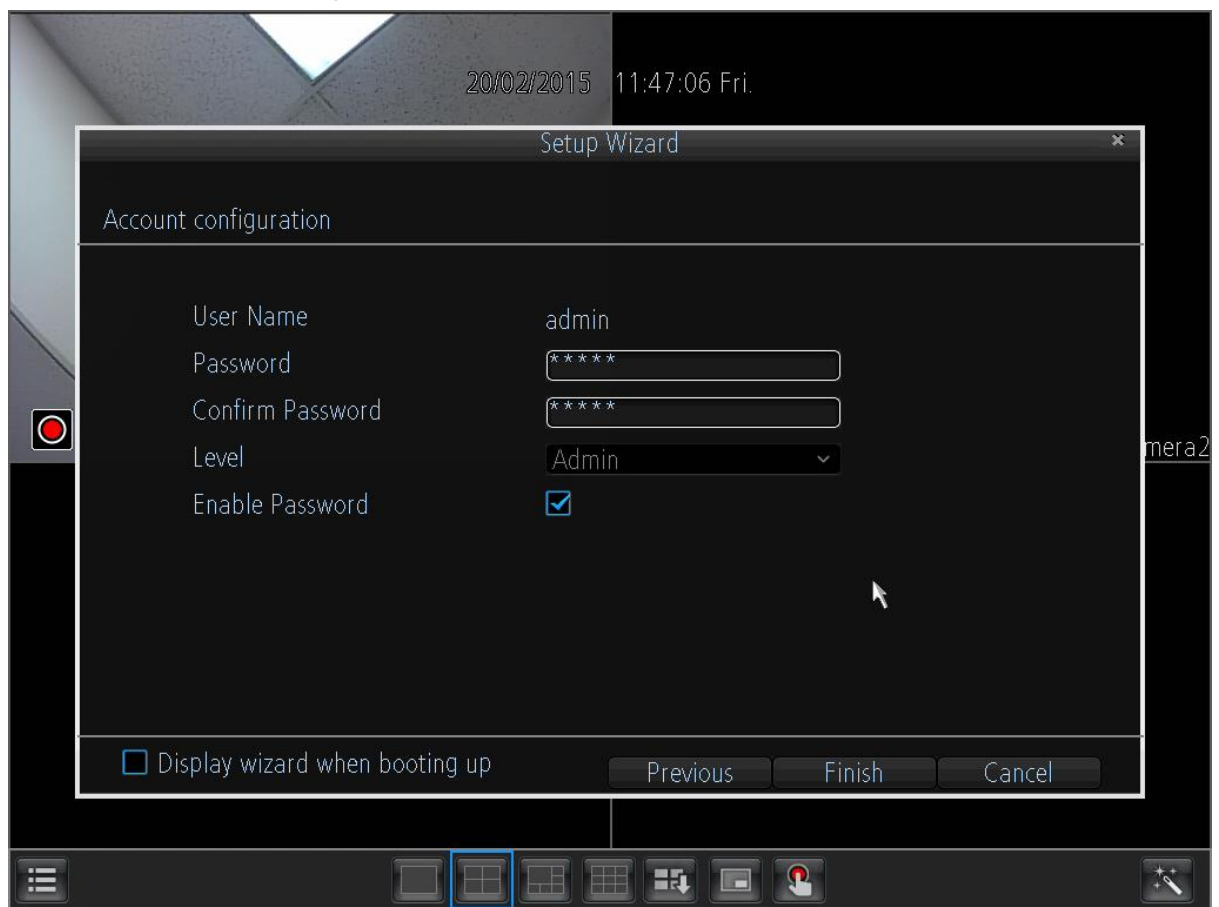 20/02/2015 11:47:06 Fri.
Setup Wizard
Account configuration
User Name admin
Password *****
Confirm Password *****
Level Admin
Enable Password
mera2
Display wizard when booting up
Previous Finish Cancel